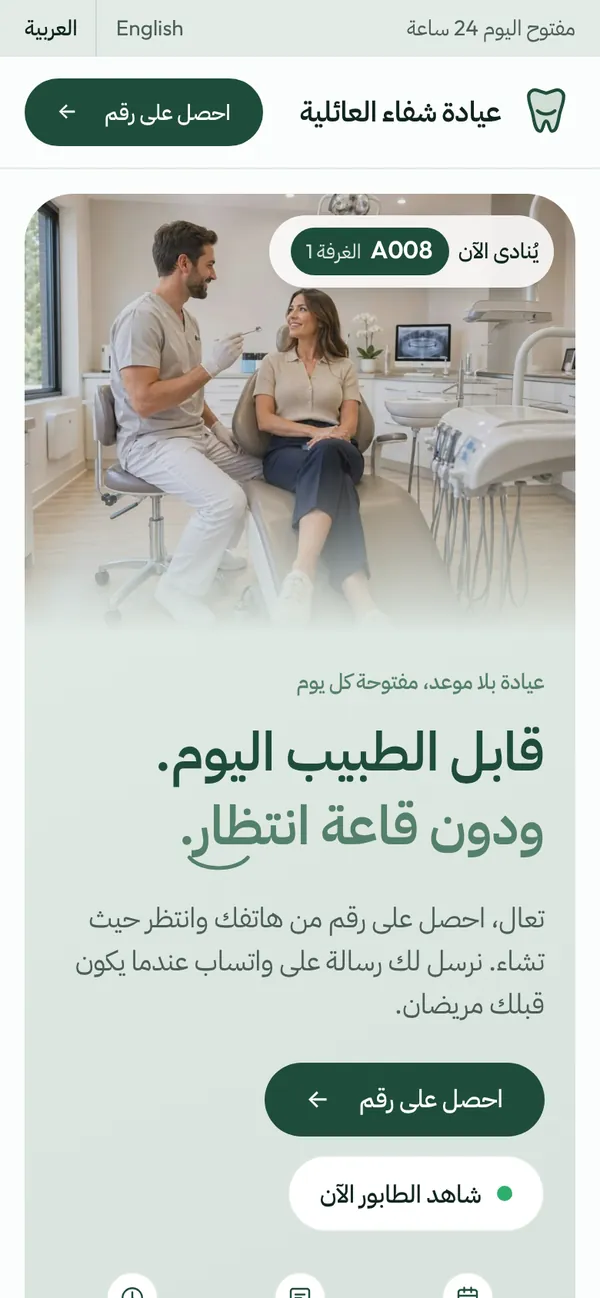 مفتوح اليوم 24 ساعة
English
العربية
عيادة شفاء العائلية
احصل على رقم
يُنادى الآن A008 الغرفة 1
عيادة بلا موعد، مفتوحة كل يوم
قابل الطبيب اليوم.
ودون قاعة انتظار.
تعال، احصل على رقم من هاتفك وانتظر حيث
تشاء. نرسل لك رسالة على واتساب عندما يكون
قبلك مريضان.
احصل على رقم
شاهد الطابور الآن